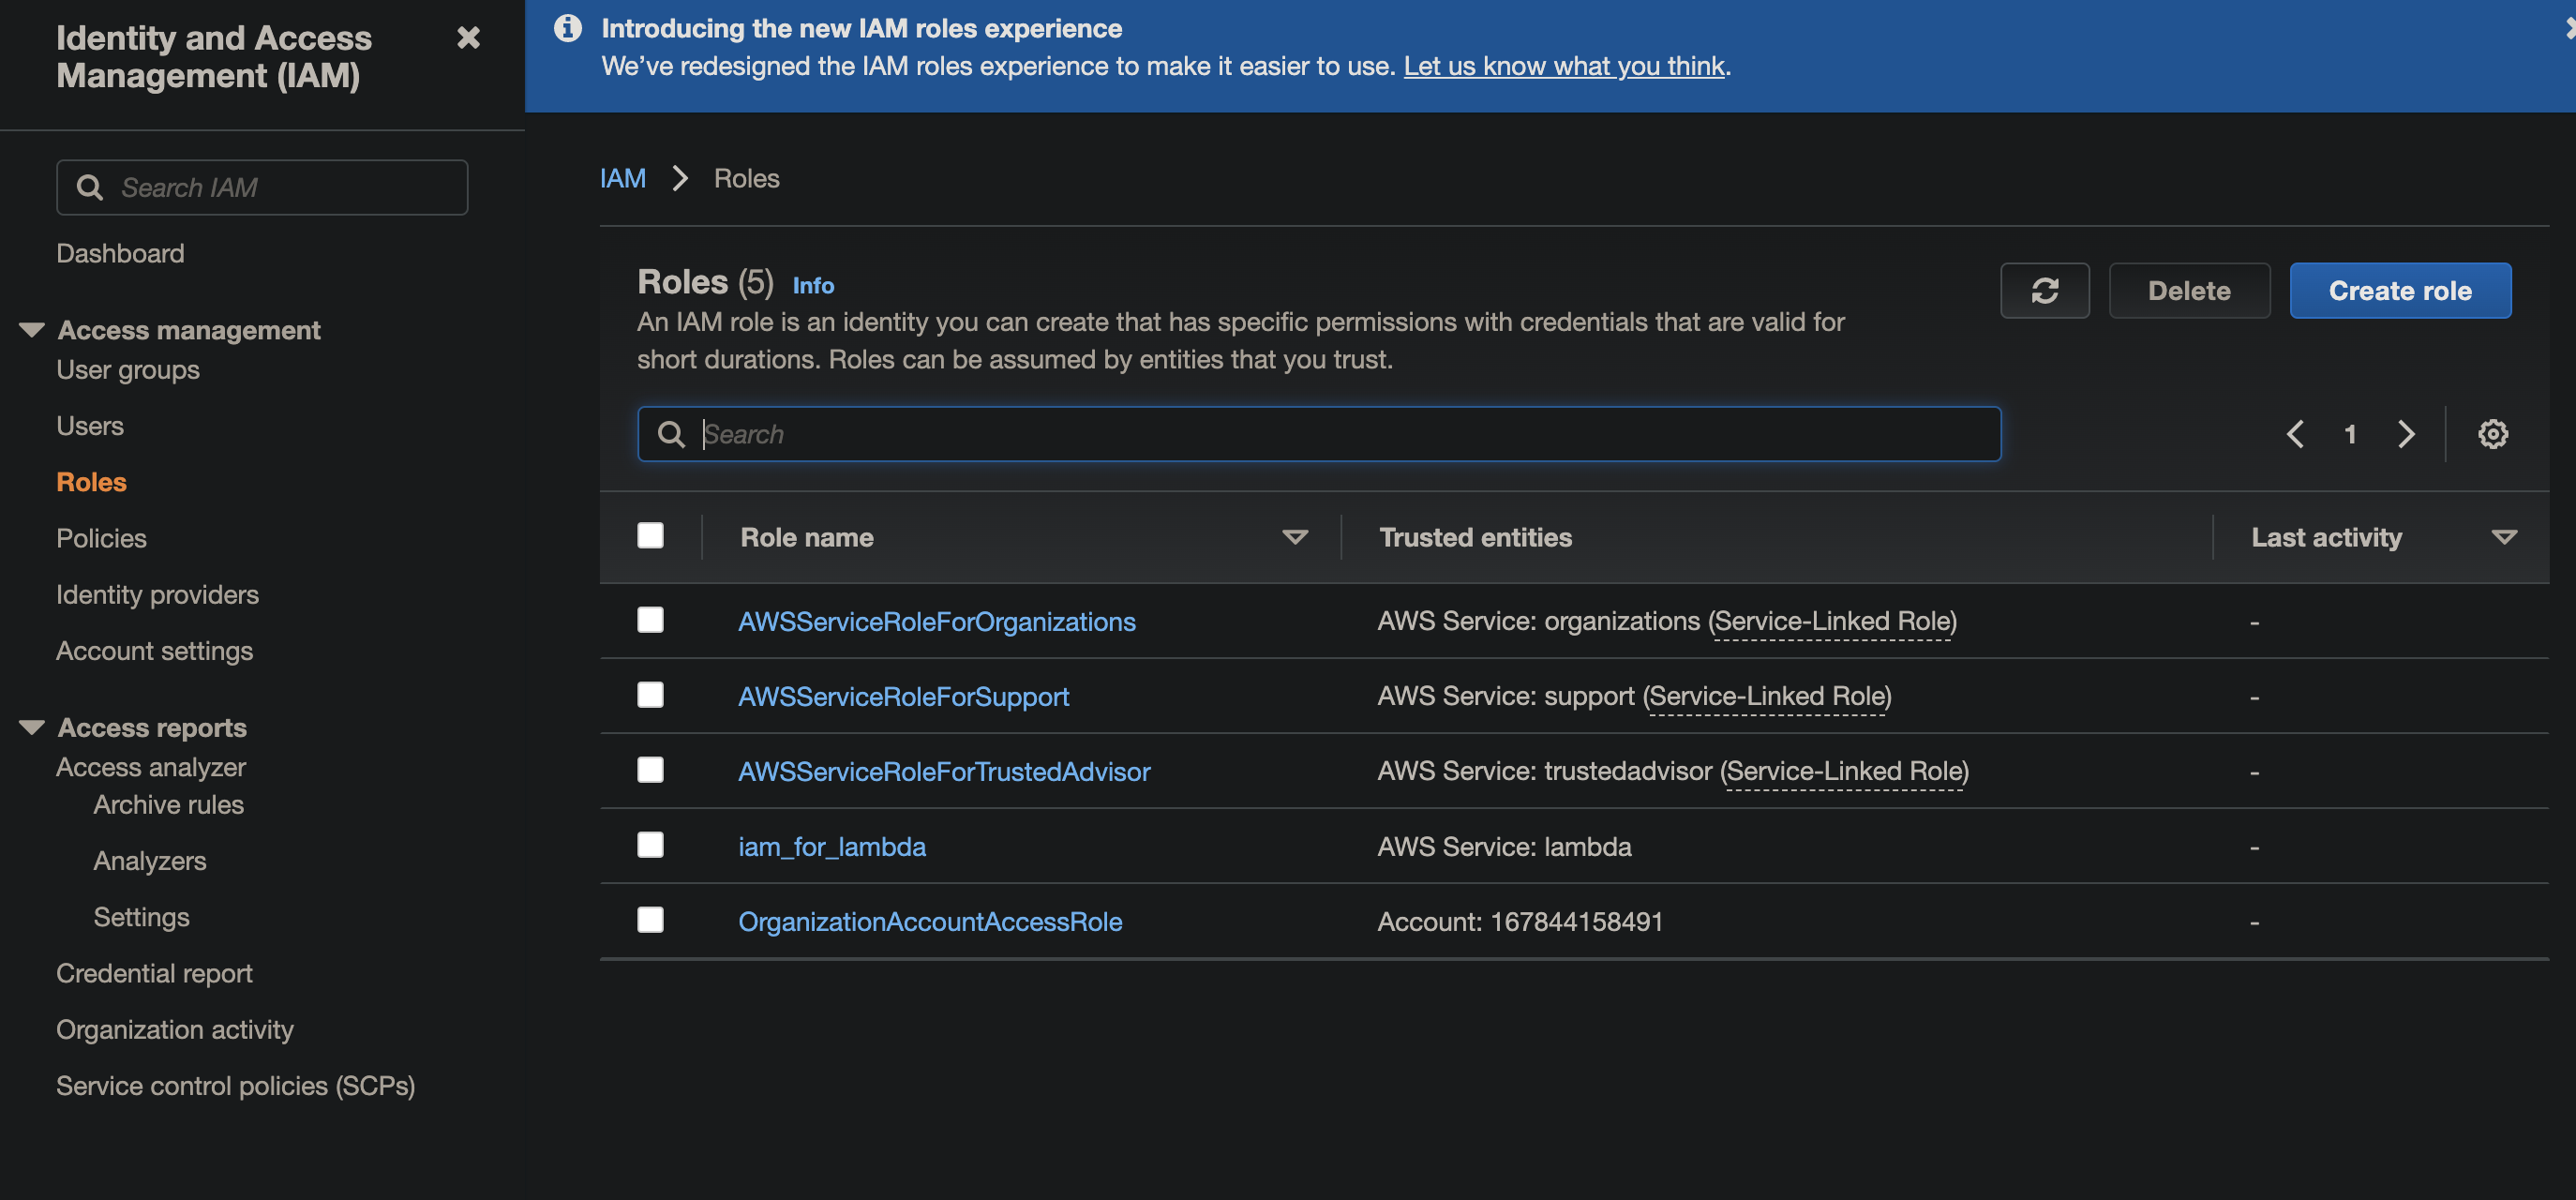 Identity and Access
Management (IAM)
Search IAM
Dashboard
Access management
User groups
Users
Roles
Policies
Identity providers
Account settings
Access reports
Access analyzer
Archive rules
Analyzers
Settings
Credential report
Organization activity
Service control policies (SCPs)
Introducing the new IAM roles experience
We've redesigned the IAM roles experience to make it easier to use. Let us know what you think.
IAM > Roles
Roles (5) Info
An IAM role is an identity you can create that has specific permissions with credentials that are valid for
short durations. Roles can be assumed by entities that you trust.
Delete
Create role
Search
1
Role name Trusted entities Last activity
AWSServiceRoleForOrganizations AWS Service: organizations (Service-Linked Role) -
AWSServiceRoleForSupport AWS Service: support (Service-Linked Role) -
AWSServiceRoleForTrustedAdvisor AWS Service: trustedadvisor (Service-Linked Role) -
iam_for_lambda AWS Service: lambda -
OrganizationAccountAccessRole Account: 167844158491 -